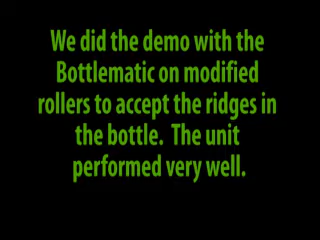 We did the demo with the
Bottlematic on modified
rollers to accept the ridges in
the bottle.  The unit
performed very well.